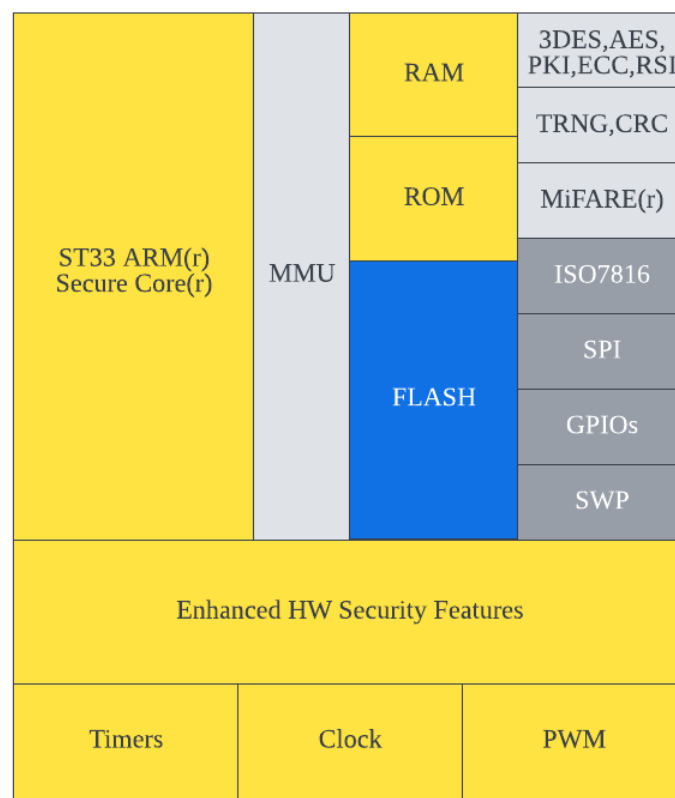 ST33 ARM(r)
Secure Core(r)
MMU
RAM
ROM
FLASH
3DES,AES,
PKI,ECC,RSI
TRNG,CRC
MiFARE(r)
ISO7816
SPI
GPIOs
SWP
Enhanced HW Security Features
Timers
Clock
PWM